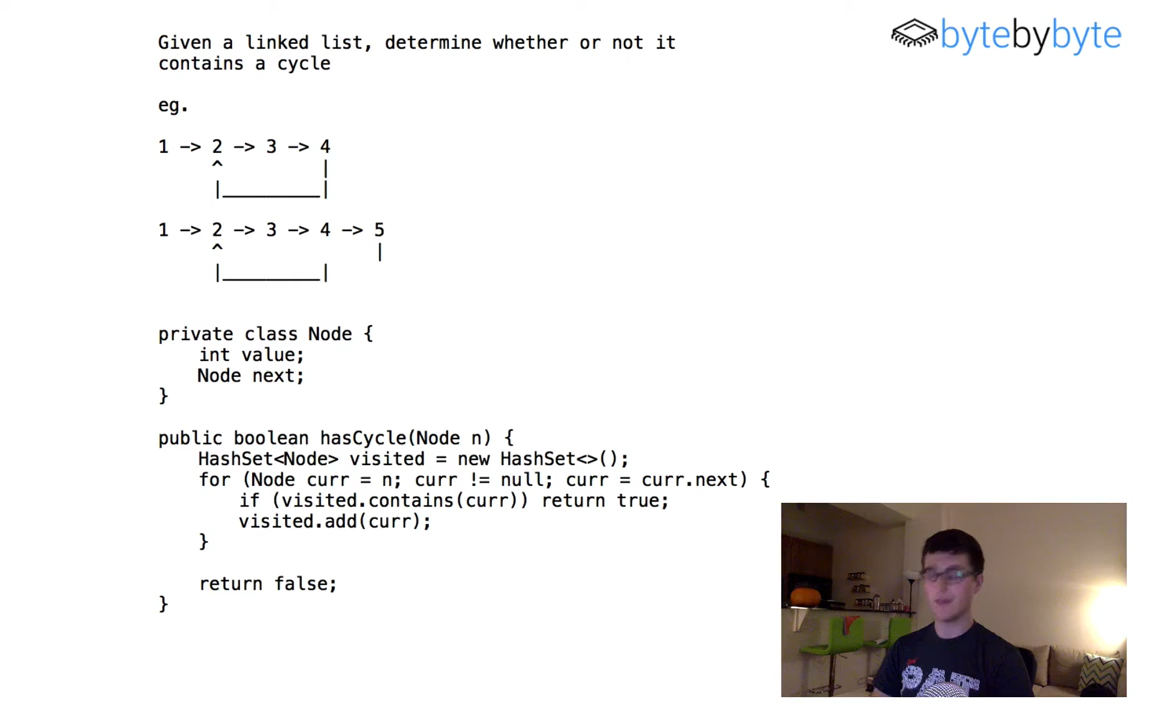 bytebybyte
Given a linked list, determine whether or not it
contains a cycle
eg.
1 -> 2 -> 3 -> 4
^ |
|_________|
1 -> 2 -> 3 -> 4 -> 5
^ |
|_________|
private class Node {
int value;
Node next;
}
public boolean hasCycle(Node n) {
HashSet<Node> visited = new HashSet<>();
for (Node curr = n; curr != null; curr = curr.next) {
if (visited.contains(curr)) return true;
visited.add(curr);
}
return false;
}